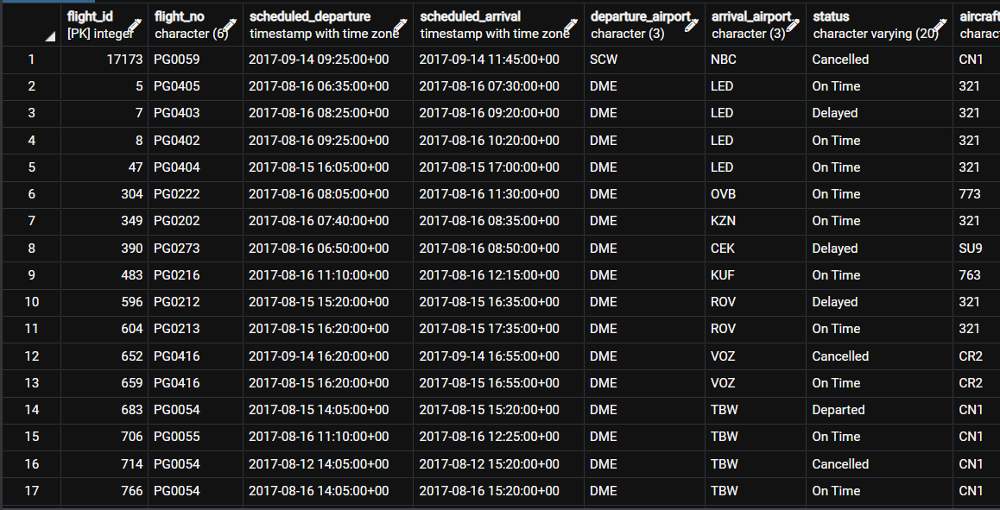 flight_id flight_no scheduled_departure scheduled_arrival departure_airport arrival_airport status aircraft
[PK] integer character (6) timestamp with time zone timestamp with time zone character (3) character (3) character varying (20) charact
1 17173 PG0059 2017-09-14 09:25:00+00 2017-09-14 11:45:00+00 SCW NBC Cancelled CN1
2 5 PG0405 2017-08-16 06:35:00+00 2017-08-16 07:30:00+00 DME LED On Time 321
3 7 PG0403 2017-08-16 08:25:00+00 2017-08-16 09:20:00+00 DME LED Delayed 321
4 8 PG0402 2017-08-16 09:25:00+00 2017-08-16 10:20:00+00 DME LED On Time 321
5 47 PG0404 2017-08-15 16:05:00+00 2017-08-15 17:00:00+00 DME LED On Time 321
6 304 PG0222 2017-08-16 08:05:00+00 2017-08-16 11:30:00+00 DME OVB On Time 773
7 349 PG0202 2017-08-16 07:40:00+00 2017-08-16 08:35:00+00 DME KZN On Time 321
8 390 PG0273 2017-08-16 06:50:00+00 2017-08-16 08:50:00+00 DME CEK Delayed SU9
9 483 PG0216 2017-08-16 11:10:00+00 2017-08-16 12:15:00+00 DME KUF On Time 763
10 596 PG0212 2017-08-15 15:20:00+00 2017-08-15 16:35:00+00 DME ROV Delayed 321
11 604 PG0213 2017-08-15 16:20:00+00 2017-08-15 17:35:00+00 DME ROV On Time 321
12 652 PG0416 2017-09-14 16:20:00+00 2017-09-14 16:55:00+00 DME VOZ Cancelled CR2
13 659 PG0416 2017-08-15 16:20:00+00 2017-08-15 16:55:00+00 DME VOZ On Time CR2
14 683 PG0054 2017-08-15 14:05:00+00 2017-08-15 15:20:00+00 DME TBW Departed CN1
15 706 PG0055 2017-08-16 11:10:00+00 2017-08-16 12:25:00+00 DME TBW On Time CN1
16 714 PG0054 2017-08-12 14:05:00+00 2017-08-12 15:20:00+00 DME TBW Cancelled CN1
17 766 PG0054 2017-08-16 14:05:00+00 2017-08-16 15:20:00+00 DME TBW On Time CN1